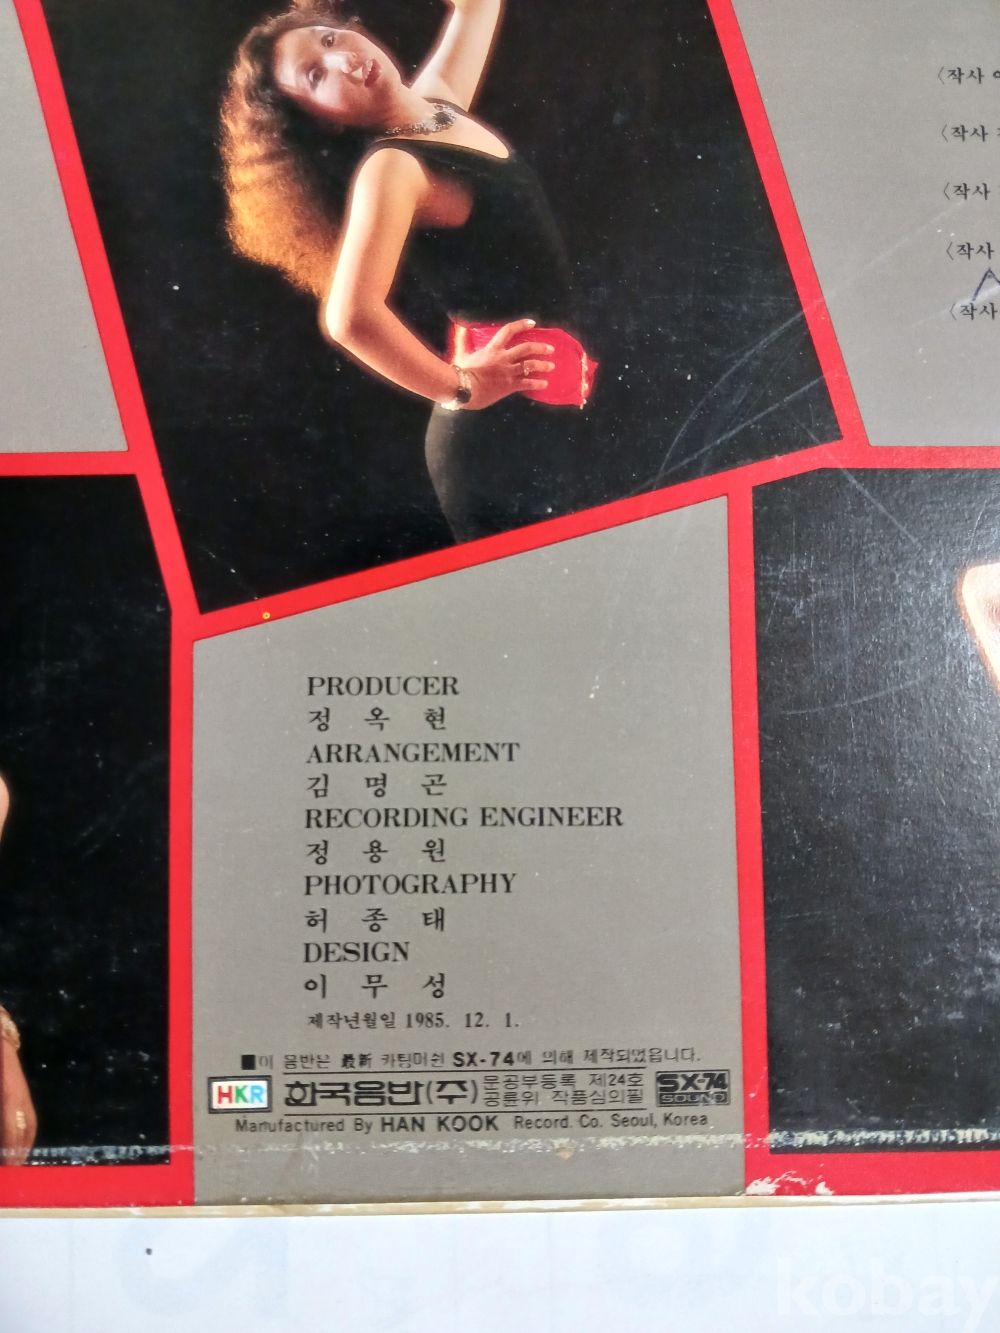 〈작사
〈작사
〈작사
〈작사
〈작사
PRODUCER
정 옥 현
ARRANGEMENT
김 명 곤
RECORDING ENGINEER
정 용 원
PHOTOGRAPHY
허 종 태
DESIGN
이 무 성
제작년월일 1985. 12. 1.
■이 음반은 最新 카팅머쉰 SX-74에 의해 제작되었읍니다.
HKR 한국음반(주) 문공부등록 제24호 SX-74
공륜위 작품심의필 SOUND
Manufactured By HAN KOOK Record. Co. Seoul, Korea
kobay